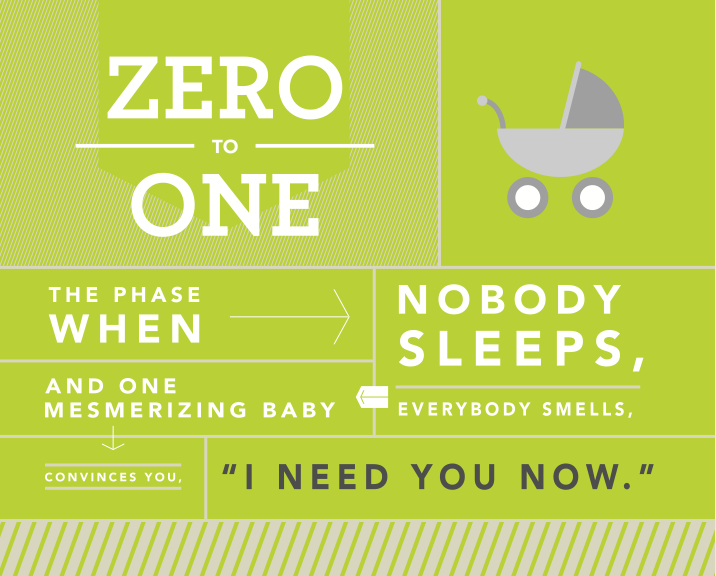 ZERO
TO
ONE
THE PHASE
WHEN
NOBODY
SLEEPS,
EVERYBODY SMELLS,
AND ONE
MESMERIZING BABY
CONVINCES YOU,
“I NEED YOU NOW.”